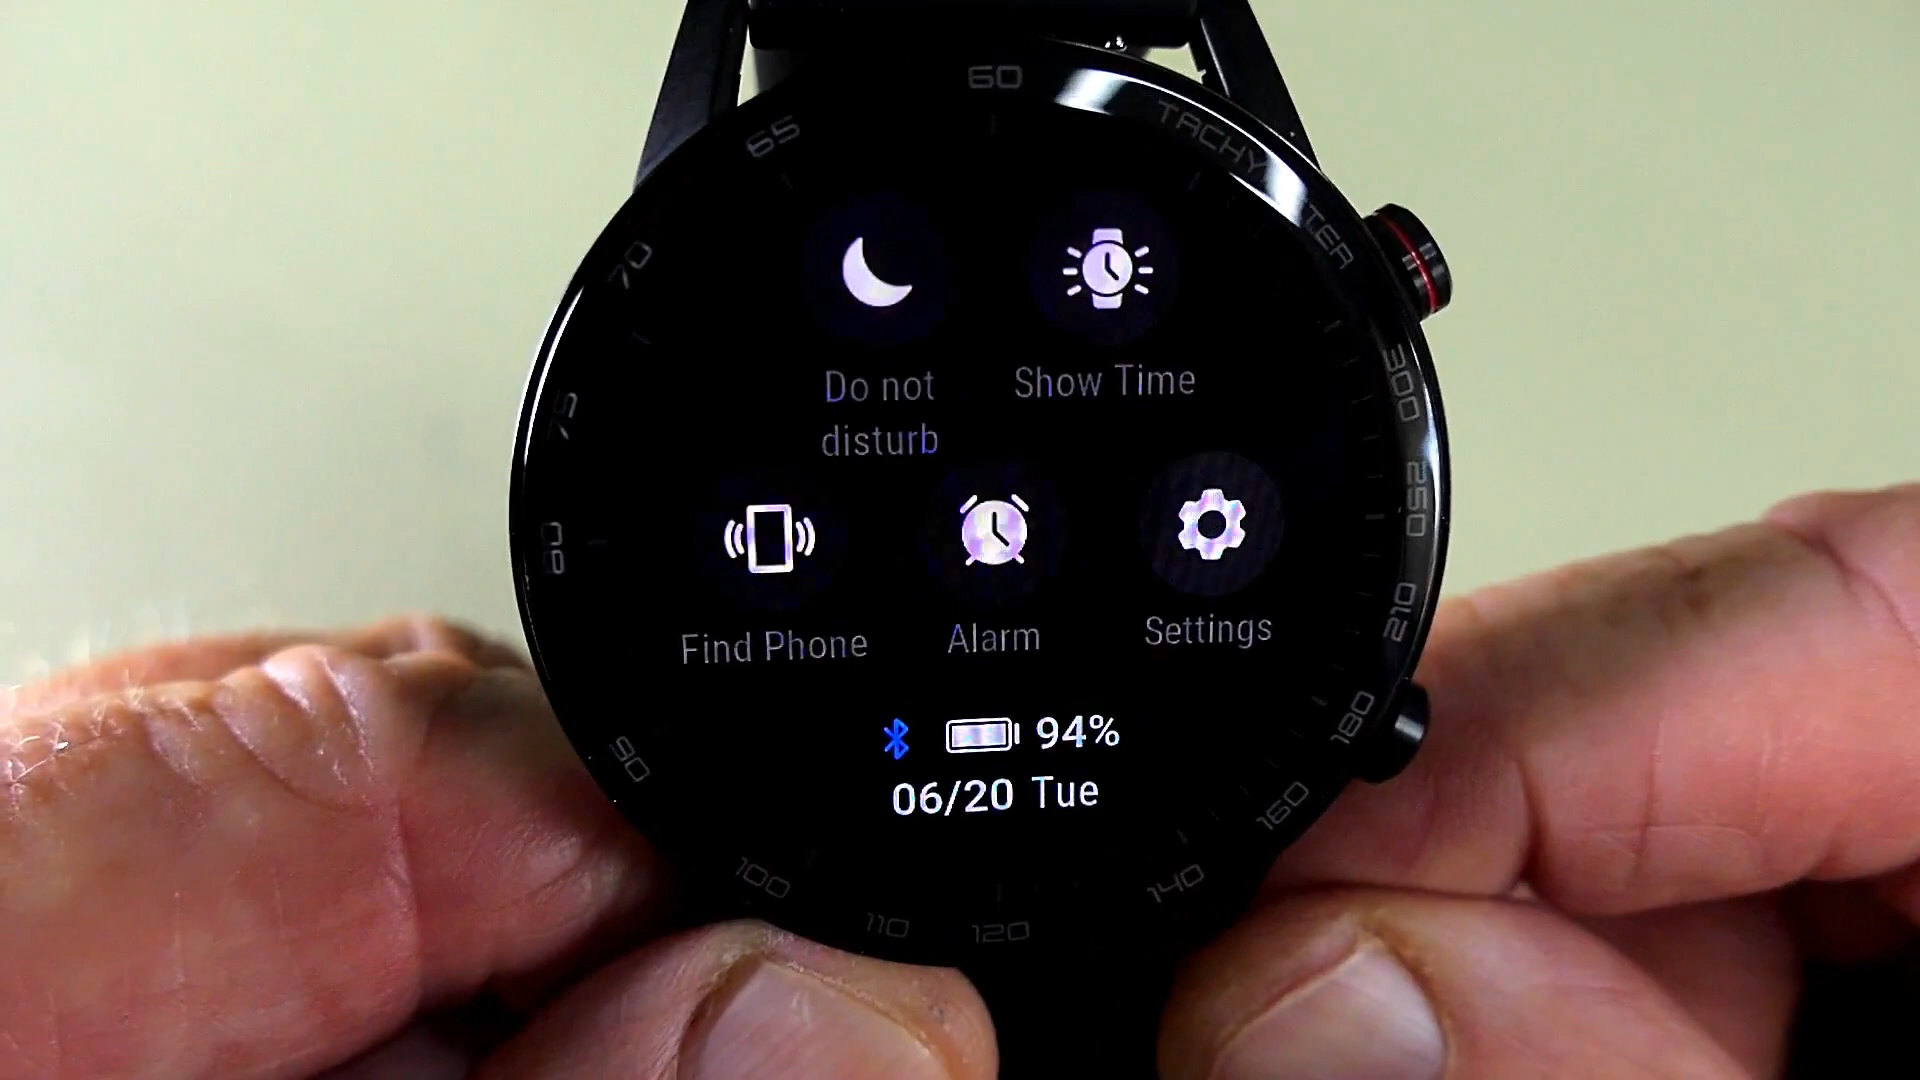 60
65
TACHYMETER
70
Do not
disturb
Show Time
300
75
250
80
Find Phone
Alarm
Settings
210
180
94%
90
06/20 Tue
160
100
140
110
120